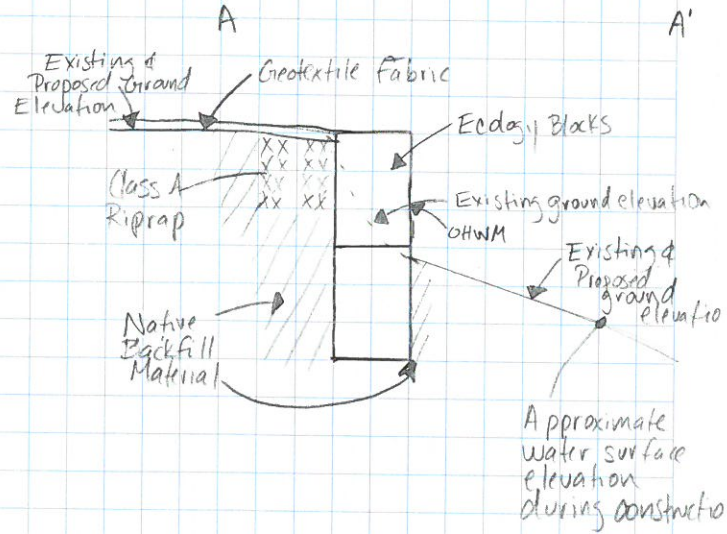 A
A'
Existing &
Proposed Ground
Elevation
Geotextile Fabric
Ecology Blocks
Class A
Riprap
Existing ground elevation
OHWM
Existing &
Proposed
ground
elevatio
Native
Backfill
Material
Approximate
water surface
elevation
during constructio